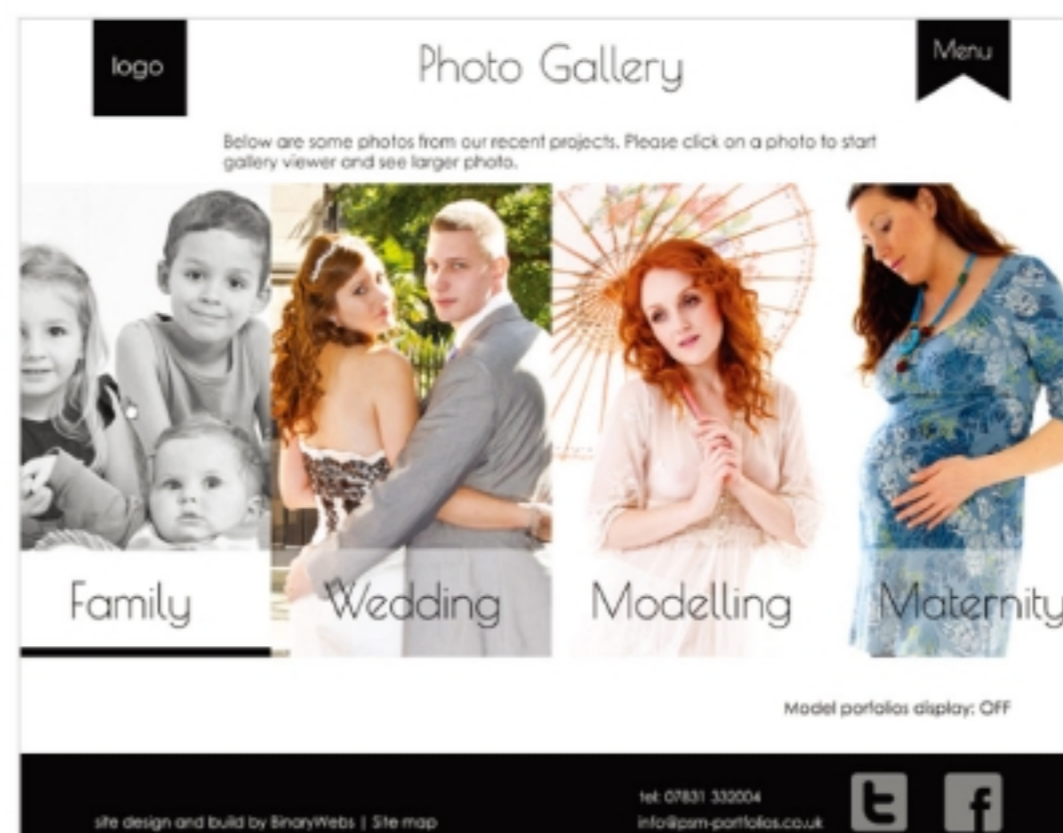 logo
Photo Gallery
Menu
Below are some photos from our recent projects. Please click on a photo to start
gallery viewer and see larger photo.
Family
Wedding
Modelling
Maternity
Model porfolios display: OFF
tel: 07831 332004
site design and build by BinaryWebs | Site map
info@psm-portfolios.co.uk